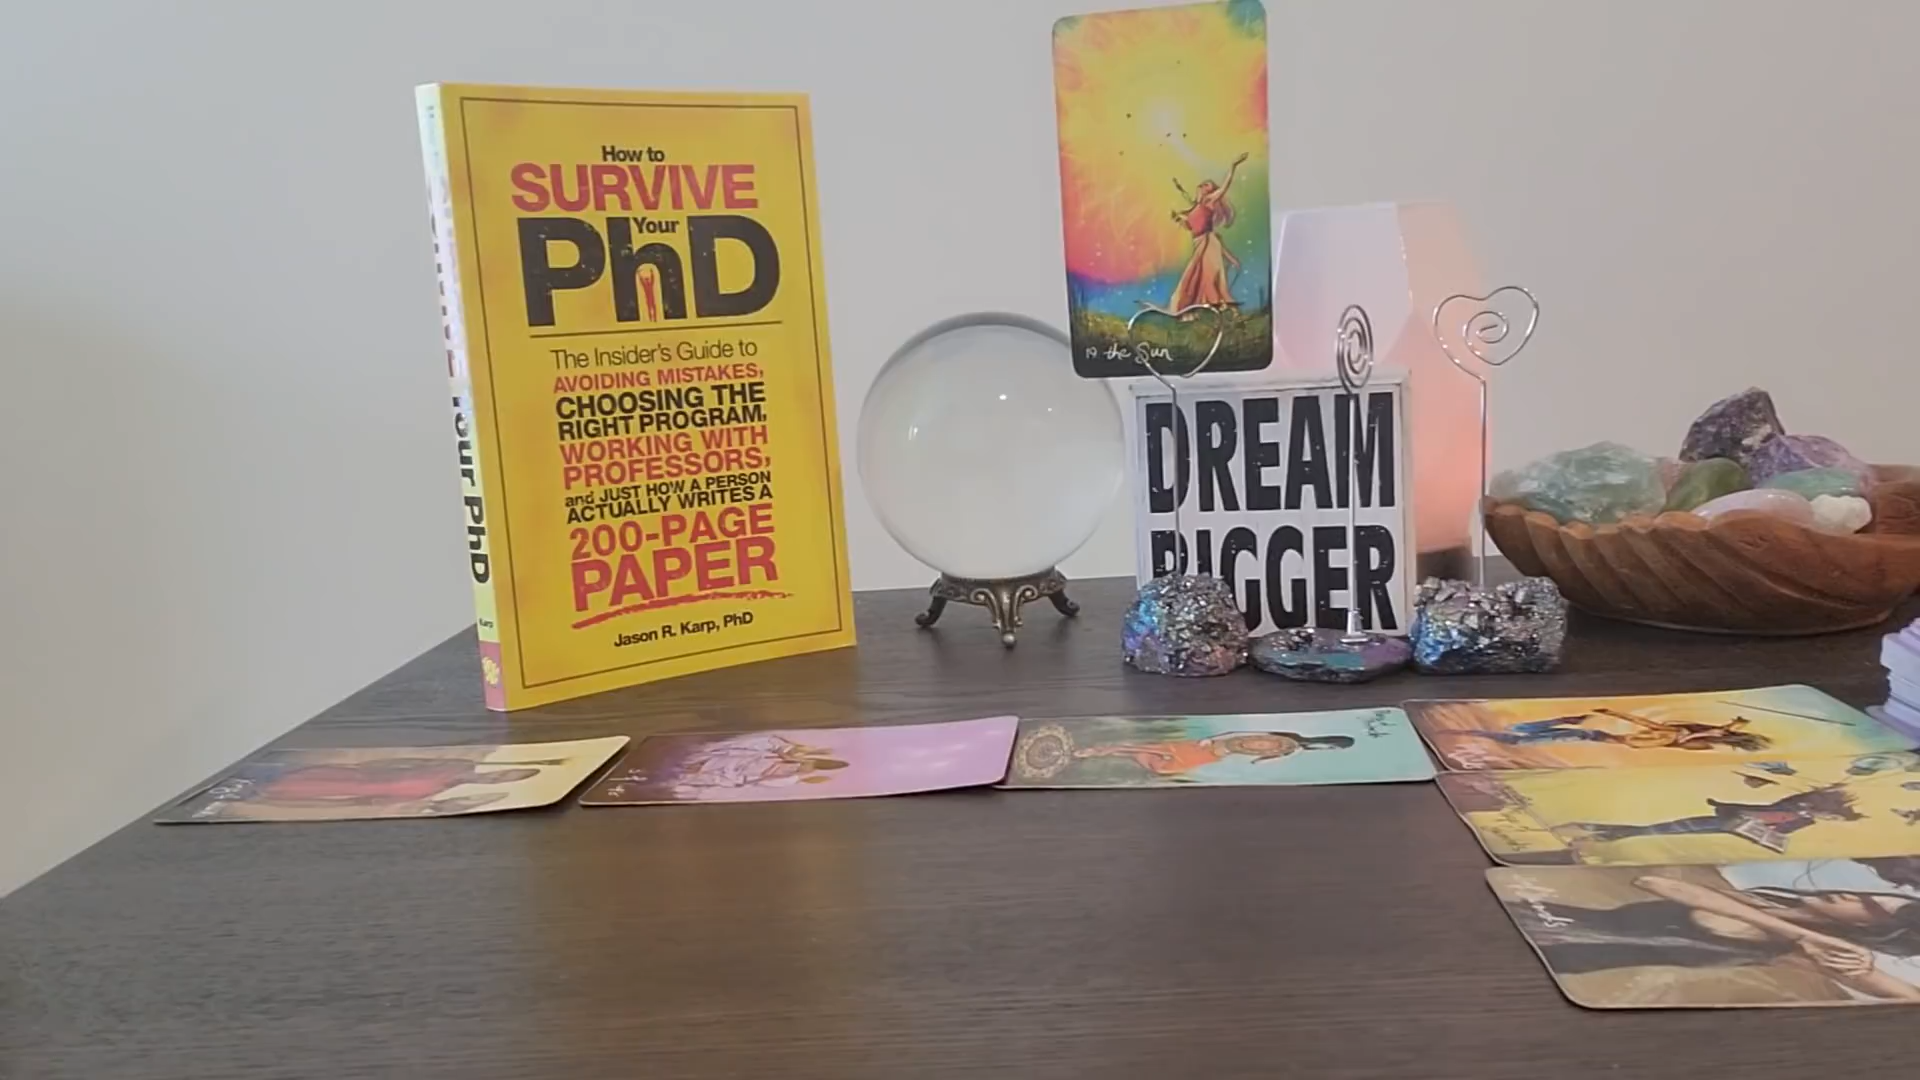 How to
SURVIVE
Your
PhD
The Insider's Guide to
AVOIDING MISTAKES,
CHOOSING THE
RIGHT PROGRAM,
WORKING WITH
PROFESSORS,
and JUST HOW A PERSON
ACTUALLY WRITES A
200-PAGE
PAPER
Jason R. Karp, PhD
Your PhD
Karp
19 the Sun
DREAM
BIGGER